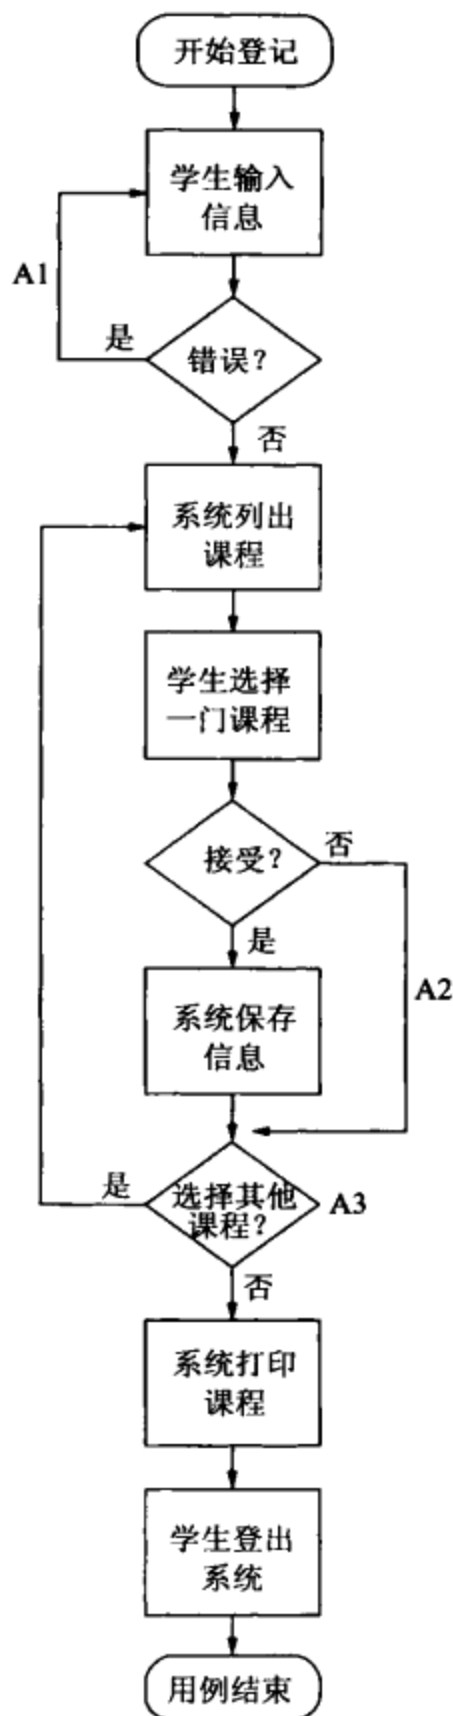 开始登记
学生输入
信息
A1
是
错误？
否
系统列出
课程
学生选择
一门课程
接受？
否
是
A2
系统保存
信息
是
选择其他
课程？
A3
否
系统打印
课程
学生登出
系统
用例结束